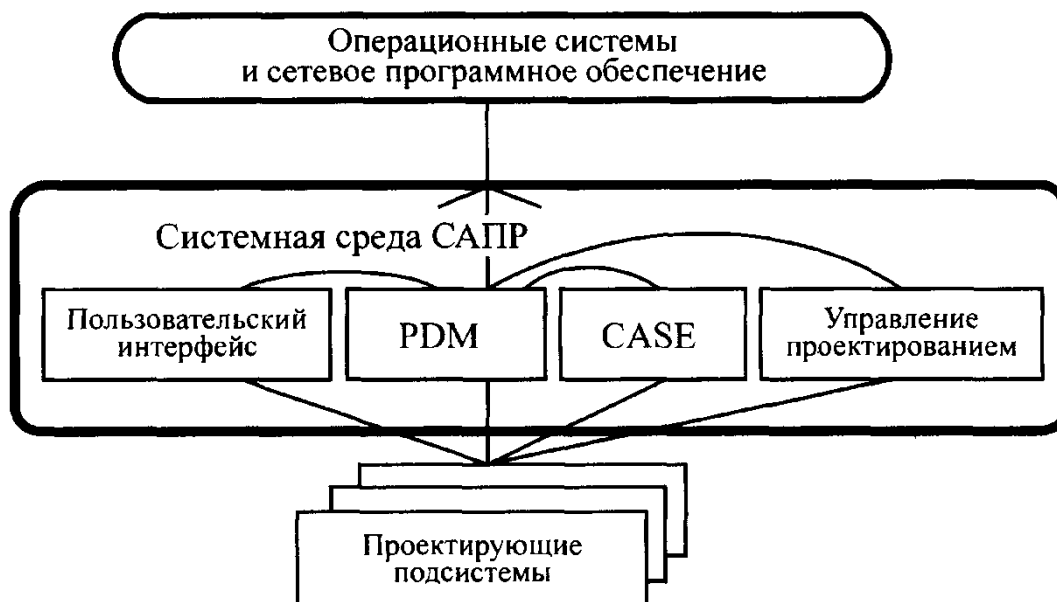 Операционные системы
и сетевое программное обеспечение
Системная среда САПР
Пользовательский
интерфейс
PDM
CASE
Управление
проектированием
Проектирующие
подсистемы